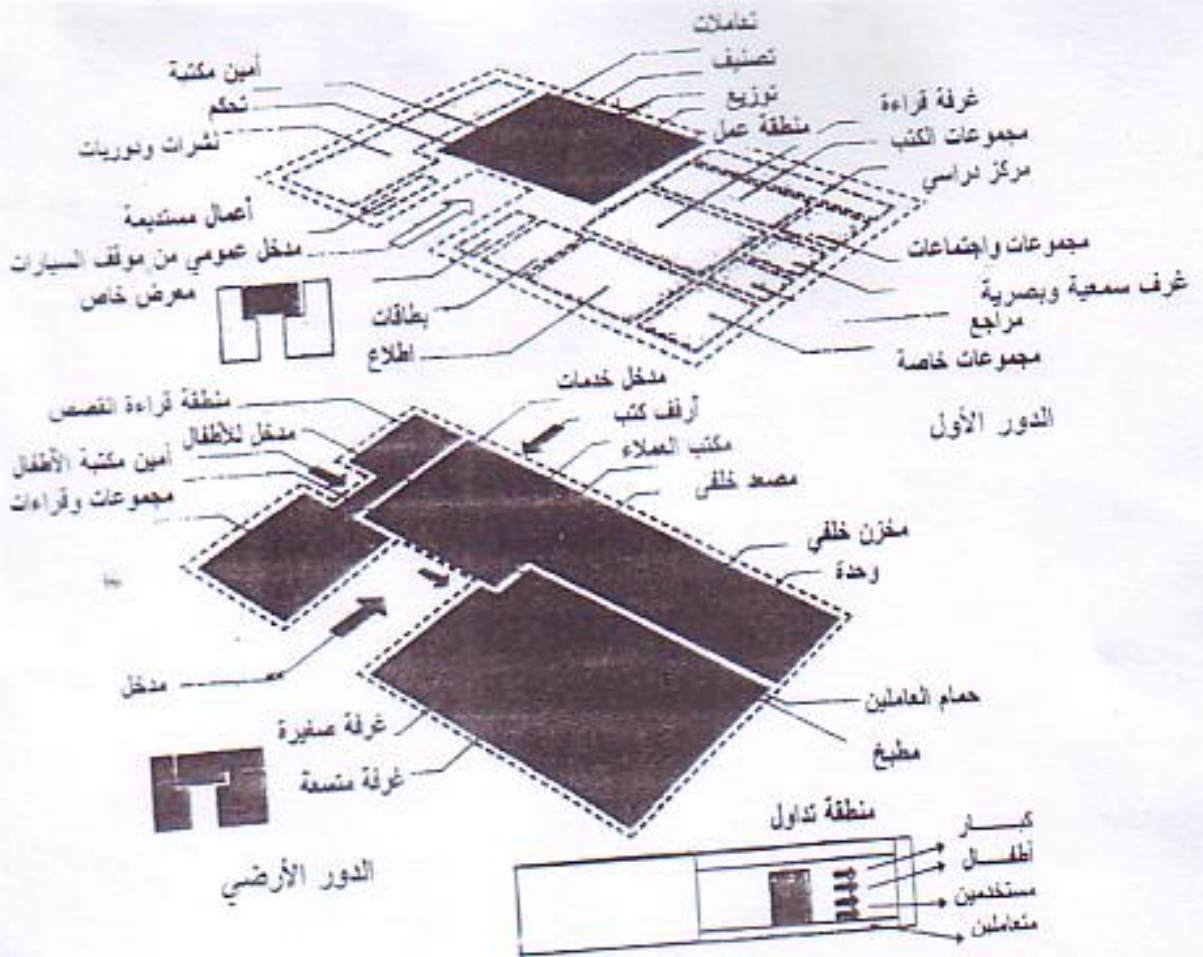 تعاملات
تصنيف
توزيع
منطقة عمل
غرفة قراءة
مجموعات الكتب
مركز دراسي
مجموعات واجتماعات
غرف سمعية وبصرية
مراجع
مجموعات خاصة
أمين مكتبة
تحكم
نشرات ودوريات
أعمال مستديمة
مدخل عمومي من موقف السيارات
معرض خاص
بطاقات
اطلاع
الدور الأول
مدخل خدمات
أرفف كتب
مكتب العملاء
مصعد خلفي
مخزن خلفي
وحدة
منطقة قراءة القصص
مدخل للأطفال
أمين مكتبة الأطفال
مجموعات وقراءات
مدخل
غرفة صغيرة
غرفة متسعة
حمام العاملين
مطبخ
الدور الأرضي
منطقة تداول
كبـــــار
أطفـــال
مستخدمين
متعاملين